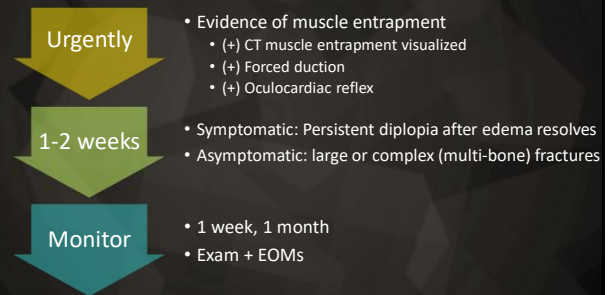 Urgently
• Evidence of muscle entrapment
• (+) CT muscle entrapment visualized
• (+) Forced duction
• (+) Oculocardiac reflex
1-2 weeks
• Symptomatic: Persistent diplopia after edema resolves
• Asymptomatic: large or complex (multi-bone) fractures
Monitor
• 1 week, 1 month
• Exam + EOMs